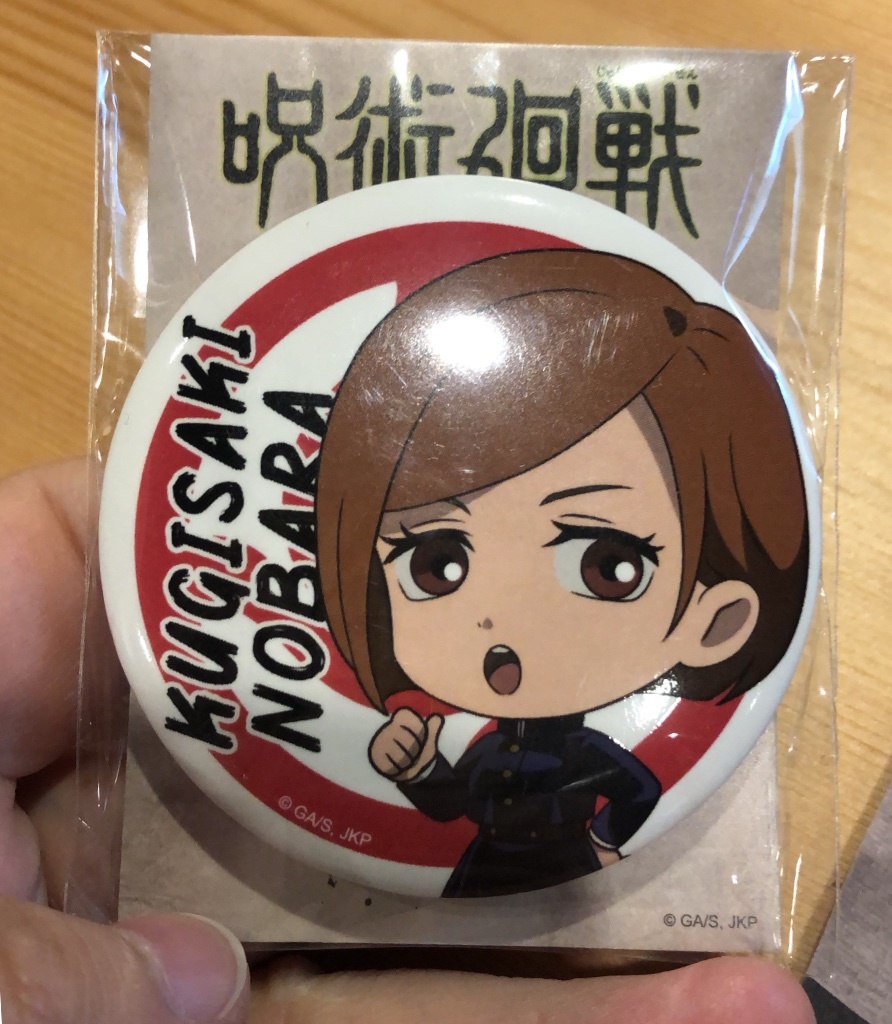 呪術廻戦
KUGISAKI
NOBARA
© GA/S, JKP
© GA/S, JKP